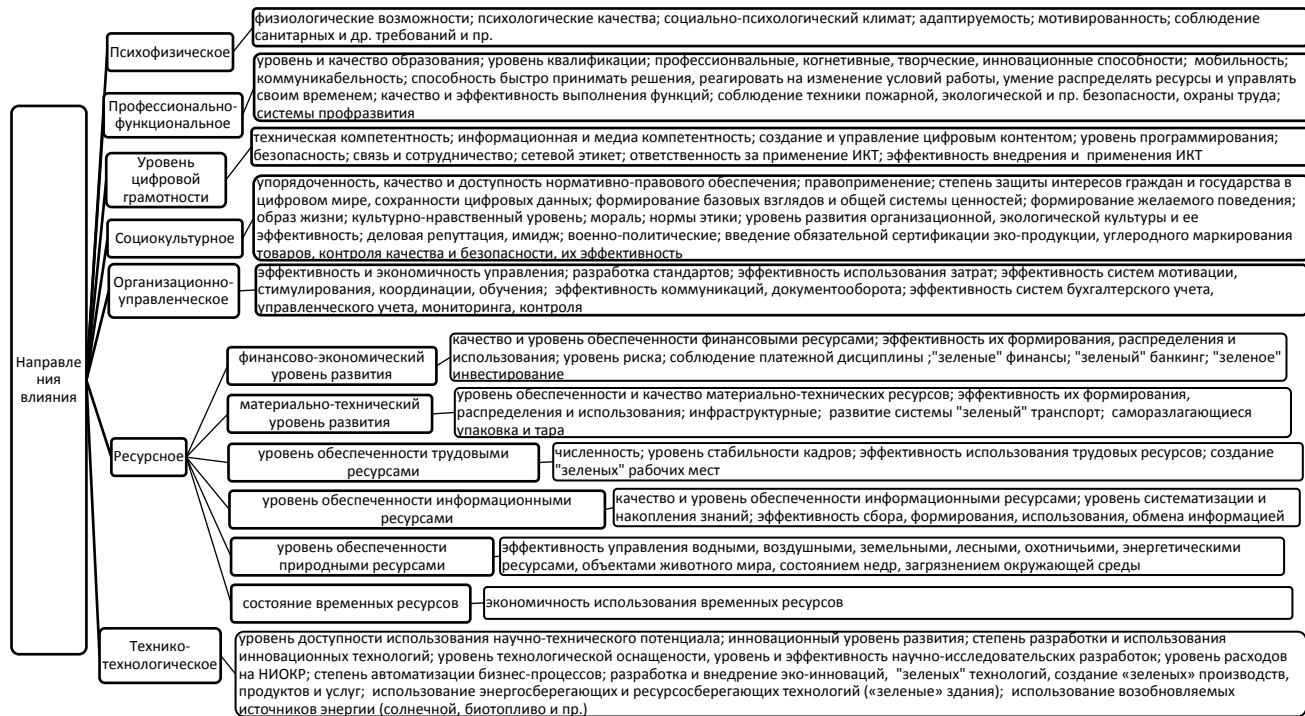 Направле
ния
влияния
Психофизическое
физиологические возможности; психологические качества; социально-психологический климат; адаптируемость; мотивированность; соблюдение
санитарных и др. требований и пр.
Профессионально-
функциональное
уровень и качество образования; уровень квалификации; профессионвальные, когнетивные, творческие, инновационные способности; мобильность;
коммуникабельность; способность быстро принимать решения, реагировать на изменение условий работы, умение распределять ресурсы и управлять
своим временем; качество и эффективность выполнения функций; соблюдение техники пожарной, экологической и пр. безопасности, охраны труда;
системы профразвития
Уровень
цифровой
грамотности
техническая компетентность; информационная и медиа компетентность; создание и управление цифровым контентом; уровень программирования;
безопасность; связь и сотрудничество; сетевой этикет; ответственность за применение ИКТ; эффективность внедрения и применения ИКТ
Социокультурное
упорядоченность, качество и доступность нормативно-правового обеспечения; правоприменение; степень защиты интересов граждан и государства в
цифровом мире, сохранности цифровых данных; формирование базовых взглядов и общей системы ценностей; формирование желаемого поведения;
образ жизни; культурно-нравственный уровень; мораль; нормы этики; уровень развития организационной, экологической культуры и ее
эффективность; деловая репуттация, имидж; военно-политические; введение обязательной сертификации эко-продукции, углеродного маркирования
товаров, контроля качества и безопасности, их эффективность
Организационно-
управленческое
эффективность и экономичность управления; разработка стандартов; эффективность использования затрат; эффективность систем мотивации,
стимулирования, координации, обучения; эффективность коммуникаций, документооборота; эффективность систем бухгалтерского учета,
управленческого учета, мониторинга, контроля
Ресурсное
финансово-экономический
уровень развития
качество и уровень обеспеченности финансовыми ресурсами; эффективность их формирования, распределения и
использования; уровень риска; соблюдение платежной дисциплины ;"зеленые" финансы; "зеленый" банкинг; "зеленое"
инвестирование
материально-технический
уровень развития
уровень обеспеченности и качество материально-технических ресурсов; эффективность их формирования,
распределения и использования; инфраструктурные; развитие системы "зеленый" транспорт; саморазлагающиеся
упаковка и тара
уровень обеспеченности трудовыми
ресурсами
численность; уровень стабильности кадров; эффективность использования трудовых ресурсов; создание
"зеленых" рабочих мест
уровень обеспеченности информационными
ресурсами
качество и уровень обеспеченности информационными ресурсами; уровень систематизации и
накопления знаний; эффективность сбора, формирования, использования, обмена информацией
уровень обеспеченности
природными ресурсами
эффективность управления водными, воздушными, земельными, лесными, охотничьими, энергетическими
ресурсами, объектами животного мира, состоянием недр, загрязнением окружающей среды
состояние временных ресурсов
экономичность использования временных ресурсов
Технико-
технологическое
уровень доступности использования научно-технического потенциала; инновационный уровень развития; степень разработки и использования
инновационных технологий; уровень технологической оснащености, уровень и эффективность научно-исследовательских разработок; уровень расходов
на НИОКР; степень автоматизации бизнес-процессов; разработка и внедрение эко-инноваций, "зеленых" технологий, создание «зеленых» производств,
продуктов и услуг; использование энергосберегающих и ресурсосберегающих технологий («зеленые» здания); использование возобновляемых
источников энергии (солнечной, биотопливо и пр.)